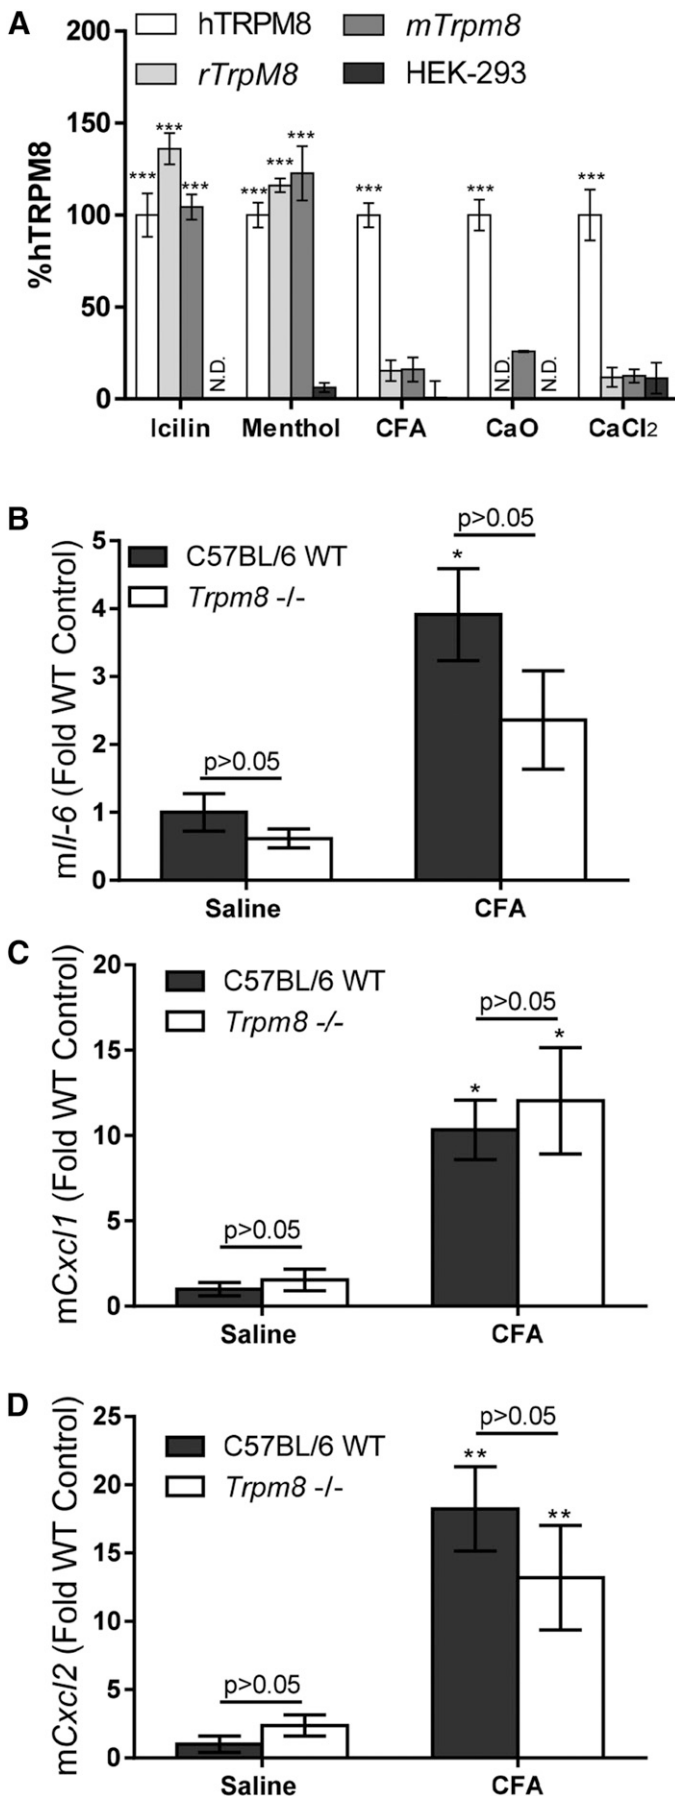 A
hTRPM8
mTrpm8
rTrpM8
HEK-293
%hTRPM8
200
150
100
50
0
*** *** ***
*** *** ***
***
***
***
N.D.
N.D.
N.D.
Icilin Menthol CFA CaO CaCl2
B
C57BL/6 WT
Trpm8 -/-
mIl-6 (Fold WT Control)
5
4
3
2
1
0
p>0.05
p>0.05
*
Saline CFA
C
C57BL/6 WT
Trpm8 -/-
mCxcl1 (Fold WT Control)
20
15
10
5
0
p>0.05
p>0.05
* *
Saline CFA
D
C57BL/6 WT
Trpm8 -/-
mCxcl2 (Fold WT Control)
25
20
15
10
5
0
p>0.05
p>0.05
** **
Saline CFA